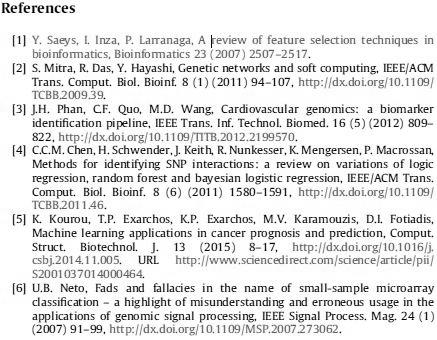 References
[1] Y. Saeys, I. Inza, P. Larranaga, A review of feature selection techniques in
bioinformatics, Bioinformatics 23 (2007) 2507–2517.
[2] S. Mitra, R. Das, Y. Hayashi, Genetic networks and soft computing, IEEE/ACM
Trans. Comput. Biol. Bioinf. 8 (1) (2011) 94–107, http://dx.doi.org/10.1109/
TCBB.2009.39.
[3] J.H. Phan, C.F. Quo, M.D. Wang, Cardiovascular genomics: a biomarker
identification pipeline, IEEE Trans. Inf. Technol. Biomed. 16 (5) (2012) 809–
822, http://dx.doi.org/10.1109/TITB.2012.2199570.
[4] C.C.M. Chen, H. Schwender, J. Keith, R. Nunkesser, K. Mengersen, P. Macrossan,
Methods for identifying SNP interactions: a review on variations of logic
regression, random forest and bayesian logistic regression, IEEE/ACM Trans.
Comput. Biol. Bioinf. 8 (6) (2011) 1580–1591, http://dx.doi.org/10.1109/
TCBB.2011.46.
[5] K. Kourou, T.P. Exarchos, K.P. Exarchos, M.V. Karamouzis, D.I. Fotiadis,
Machine learning applications in cancer prognosis and prediction, Comput.
Struct. Biotechnol. J. 13 (2015) 8–17, http://dx.doi.org/10.1016/j.
csbj.2014.11.005. URL http://www.sciencedirect.com/science/article/pii/
S2001037014000464.
[6] U.B. Neto, Fads and fallacies in the name of small-sample microarray
classification – a highlight of misunderstanding and erroneous usage in the
applications of genomic signal processing, IEEE Signal Process. Mag. 24 (1)
(2007) 91–99, http://dx.doi.org/10.1109/MSP.2007.273062.